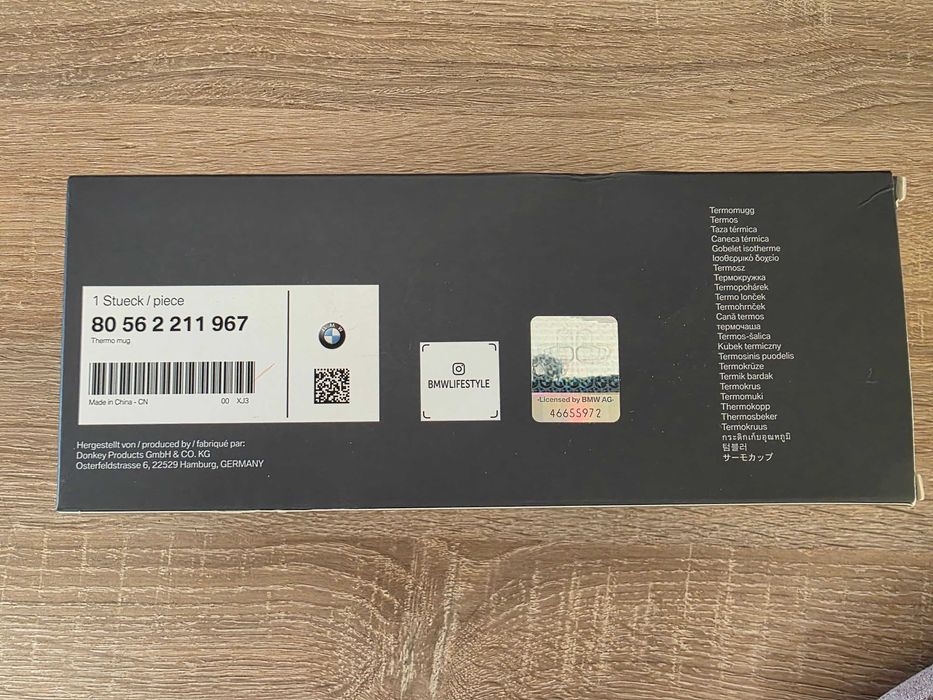 1 Stueck / piece
80 56 2 211 967
Thermo mug
BMW
Made in China - CN 00 XJ3
Hergestellt von / produced by / fabriqué par:
Donkey Products GmbH & CO. KG
Osterfeldstrasse 6, 22529 Hamburg, GERMANY
BMWLIFESTYLE
-Licensed by BMW AG-
46655972
Termomugg
Termos
Taza térmica
Caneca térmica
Gobelet isotherme
Ισοθερμικό δοχείο
Termosz
Термокружка
Termopohárek
Termo lonček
Termohrnček
Cană termos
термочаша
Termos-šalica
Kubek termiczny
Termosinis puodelis
Termokrūze
Termik bardak
Termokrus
Termomuki
Thermokopp
Thermosbeker
Termokruus
กระติกเก็บอุณหภูมิ
텀블러
サーモカップ